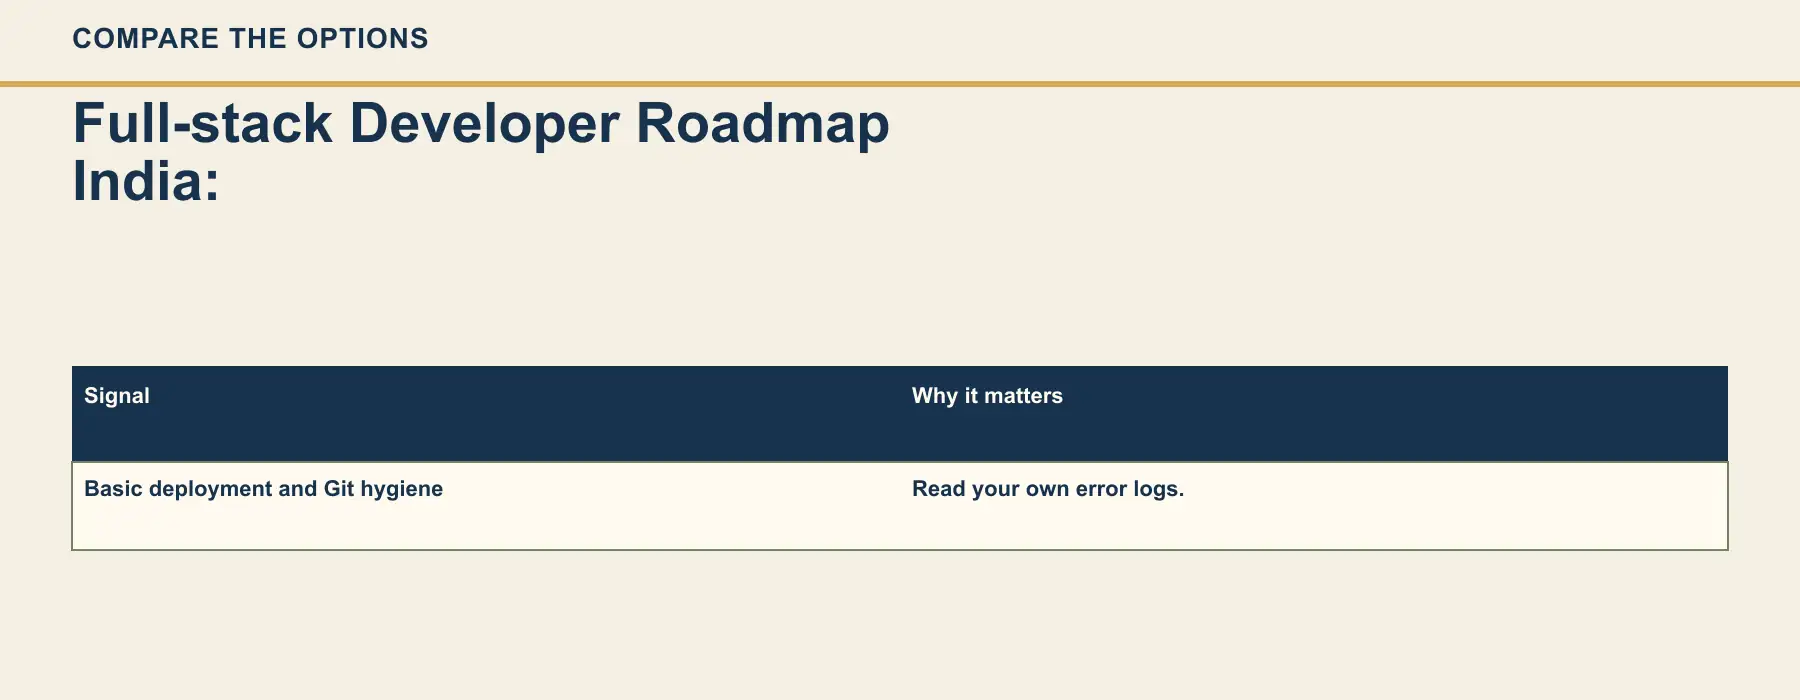 COMPARE THE OPTIONS
Full-stack Developer Roadmap
India:
Signal
Why it matters
Basic deployment and Git hygiene
Read your own error logs.